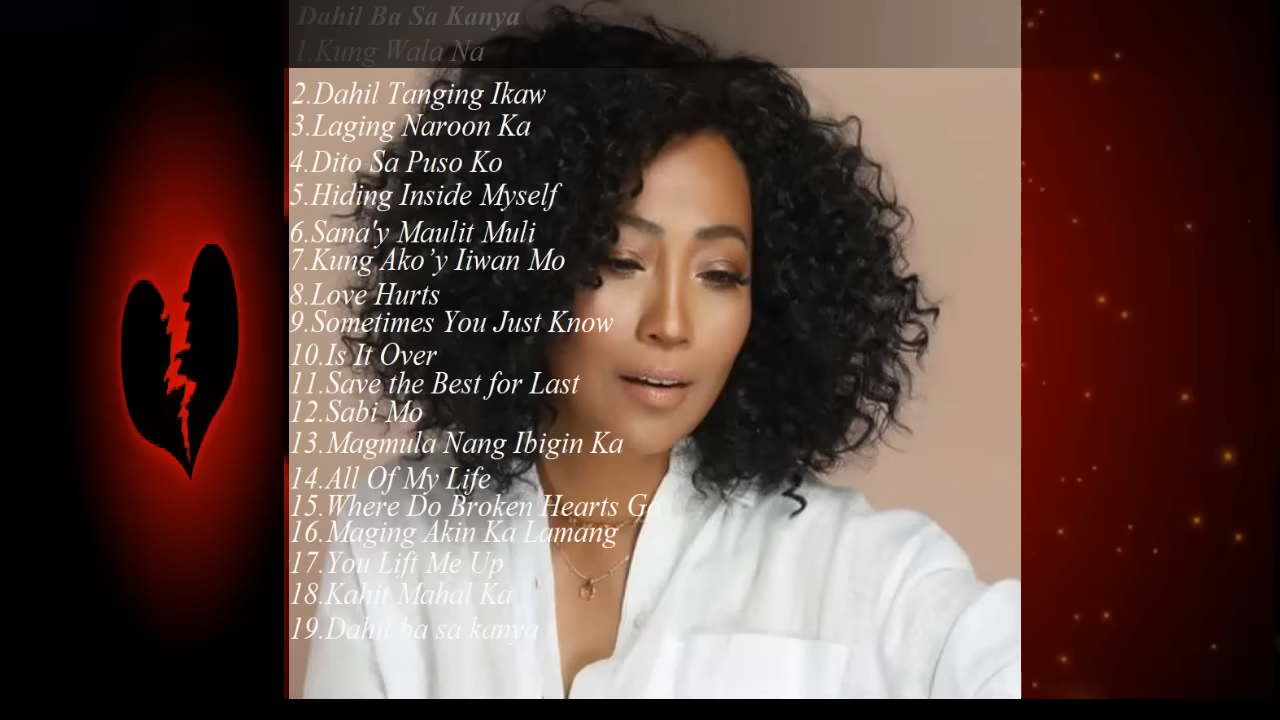 Dahil Ba Sa Kanya
1.Kung Wala Na
2.Dahil Tanging Ikaw
3.Laging Naroon Ka
4.Dito Sa Puso Ko
5.Hiding Inside Myself
6.Sana'y Maulit Muli
7.Kung Ako’y Iiwan Mo
8.Love Hurts
9.Sometimes You Just Know
10.Is It Over
11.Save the Best for Last
12.Sabi Mo
13.Magmula Nang Ibigin Ka
14.All Of My Life
15.Where Do Broken Hearts Go
16.Maging Akin Ka Lamang
17.You Lift Me Up
18.Kahit Mahal Ka
19.Dahil ba sa kanya